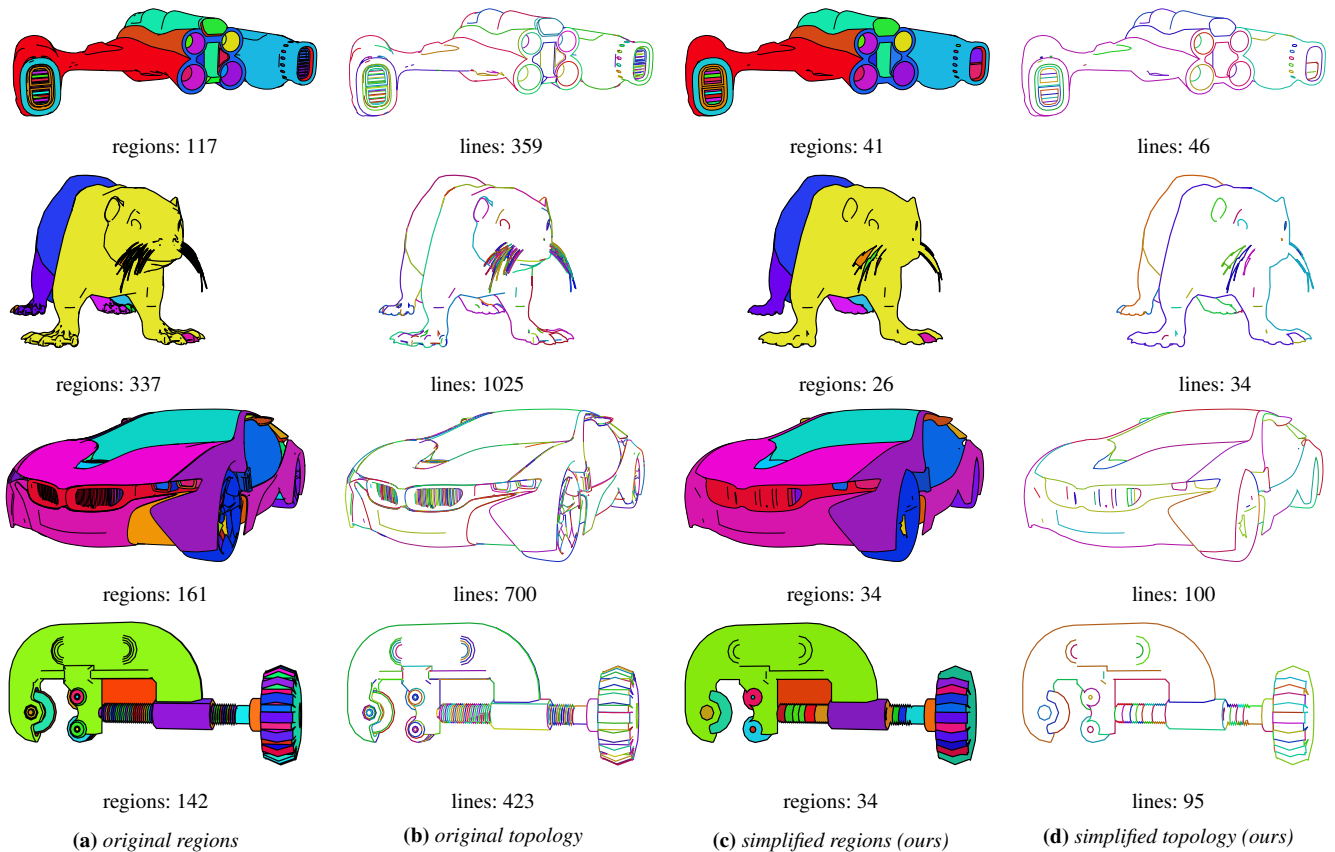 regions: 117
lines: 359
regions: 41
lines: 46
regions: 337
lines: 1025
regions: 26
lines: 34
regions: 161
lines: 700
regions: 34
lines: 100
regions: 142
lines: 423
regions: 34
lines: 95
(a) original regions
(b) original topology
(c) simplified regions (ours)
(d) simplified topology (ours)